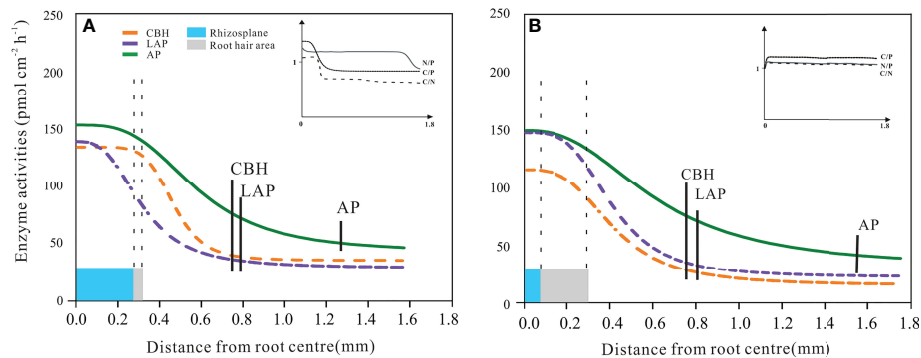 A
CBH
LAP
AP
Rhizosplane
Root hair area
1
N/P
C/P
C/N
0
1.8
CBH
LAP
AP
Enzyme activities (pmol cm⁻² h⁻¹)
250
200
150
100
50
0
0.0 0.2 0.4 0.6 0.8 1.0 1.2 1.4 1.6 1.8
Distance from root centre(mm)
B
1
C/P
N/P
C/N
0
1.8
CBH
LAP
AP
250
200
150
100
50
0
0.0 0.2 0.4 0.6 0.8 1.0 1.2 1.4 1.6 1.8
Distance from root centre(mm)